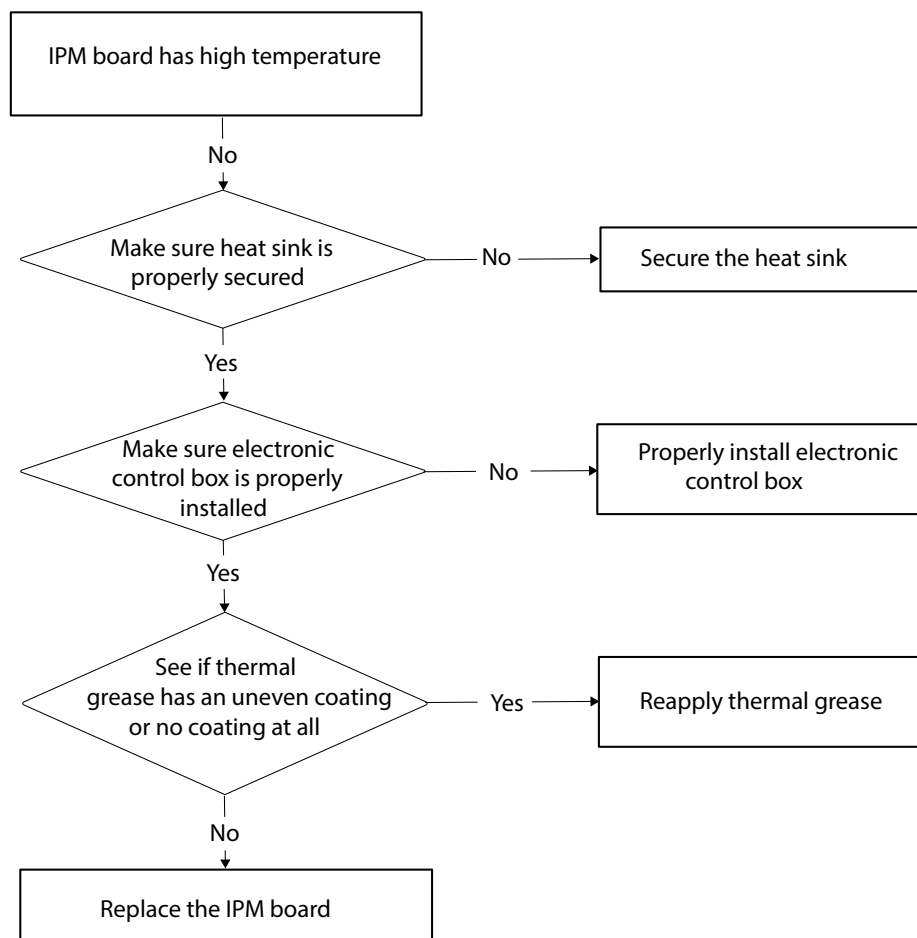 IPM board has high temperature
No
Make sure heat sink is
properly secured
No
Secure the heat sink
Yes
Make sure electronic
control box is properly
installed
No
Properly install electronic
control box
Yes
See if thermal
grease has an uneven coating
or no coating at all
Yes
Reapply thermal grease
No
Replace the IPM board